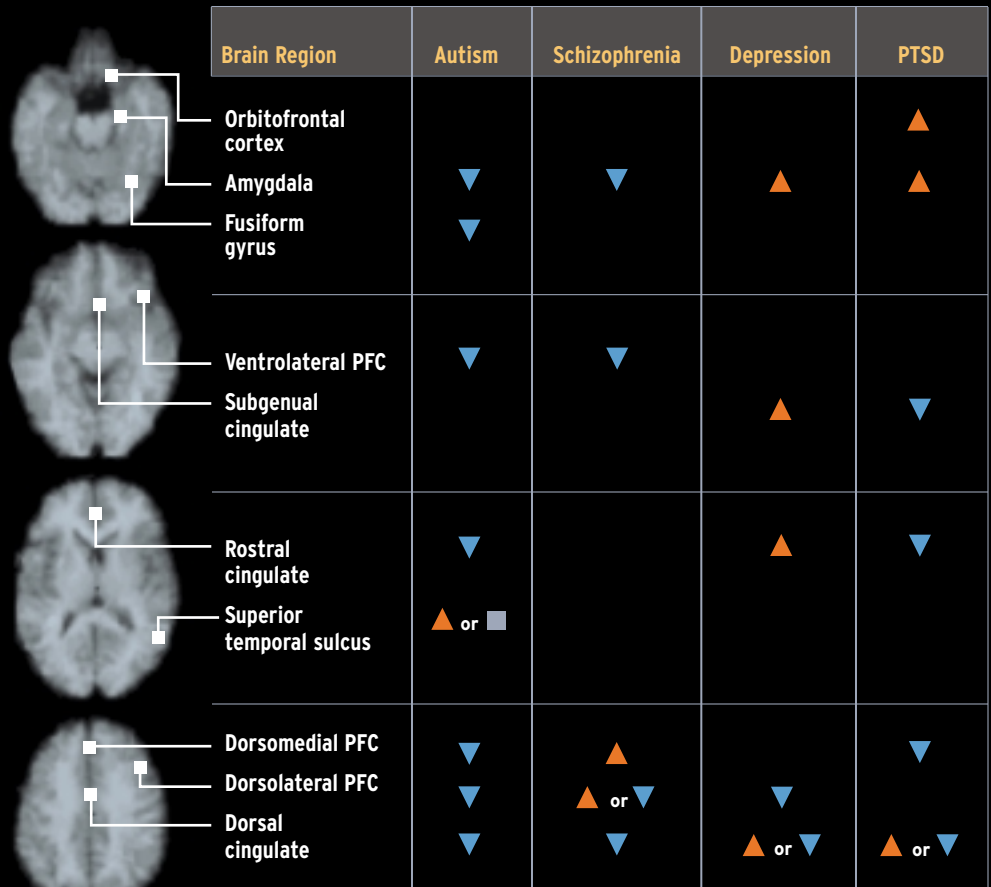 Brain Region Autism Schizophrenia Depression PTSD
Orbitofrontal
cortex
Amygdala
Fusiform
gyrus
Ventrolateral PFC
Subgenual
cingulate
Rostral
cingulate
Superior
or
temporal sulcus
Dorsomedial PFC
Dorsolateral PFC
or
Dorsal
cingulate
or or